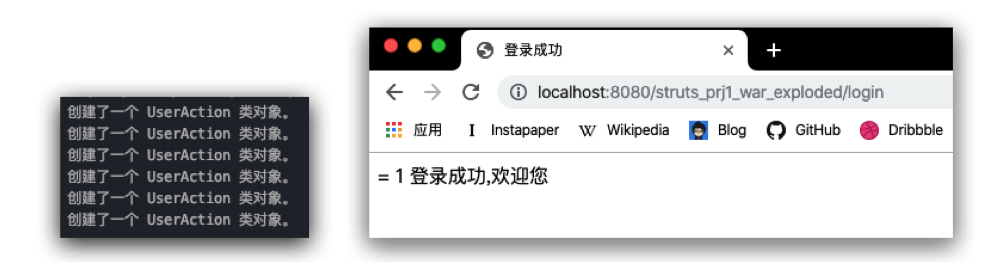 创建了一个 UserAction 类对象。
创建了一个 UserAction 类对象。
创建了一个 UserAction 类对象。
创建了一个 UserAction 类对象。
创建了一个 UserAction 类对象。
创建了一个 UserAction 类对象。
登录成功
localhost:8080/struts_prj1_war_exploded/login
应用 Instapaper Wikipedia Blog GitHub Dribbble
= 1 登录成功,欢迎您